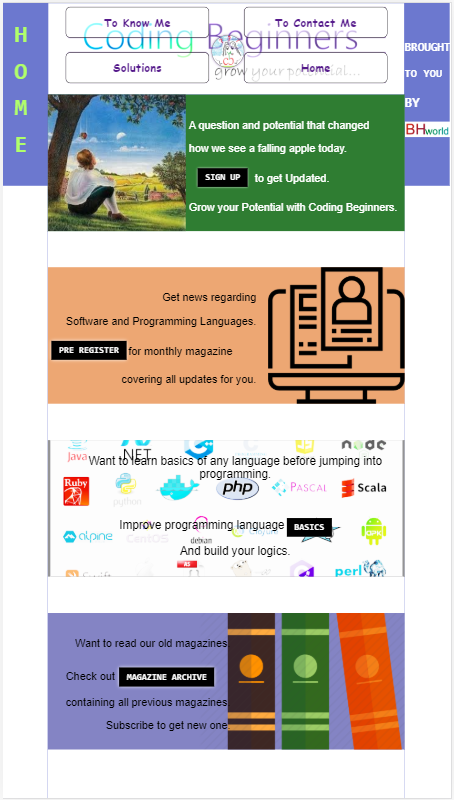 H
O
M
E
To Know Me
To Contact Me
Coding Beginners
Solutions
Home
grow your potential...
BROUGHT
TO YOU
BY
BHworld
A question and potential that changed
how we see a falling apple today.
SIGN UP to get Updated.
Grow your Potential with Coding Beginners.
Get news regarding
Software and Programming Languages.
PRE REGISTER for monthly magazine
covering all updates for you.
Java
.NET
node
Want to learn basics of any language before jumping into
programming.
Ruby
python
php
PASCAL
Scala
Improve programming language BASICS
alpine
CentOS
debian
And build your logics.
Swift
perl
Want to read our old magazines
Check out MAGAZINE ARCHIVE
containing all previous magazines
Subscribe to get new one.